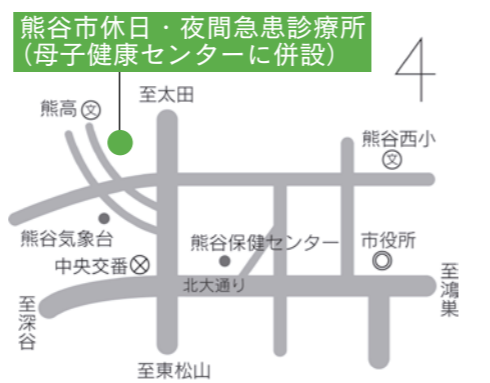 熊谷市休日・夜間急患診療所
(母子健康センターに併設)
4
至太田
熊高
文
熊谷西小
文
熊谷気象台
熊谷保健センター
市役所
中央交番
北大通り
至鴻巣
至深谷
至東松山